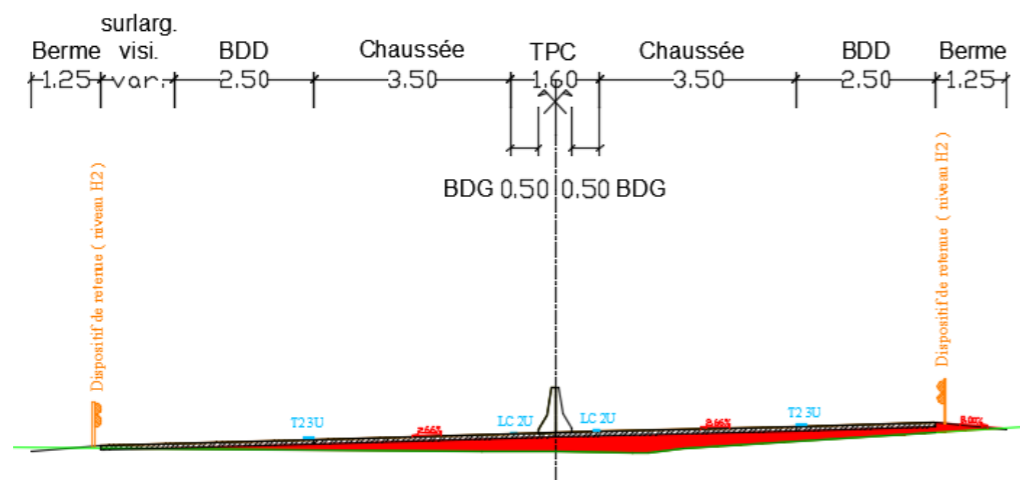 surlarg.
Berme visi. BDD Chaussée TPC Chaussée BDD Berme
1.25 var. 2.50 3.50 1.60 3.50 2.50 1.25
BDG 0.50 0.50 BDG
Dispositif de retenue ( niveau H2 )
Dispositif de retenue ( niveau H2 )
T2 3U LC 2U LC 2U T2 3U
2.66%